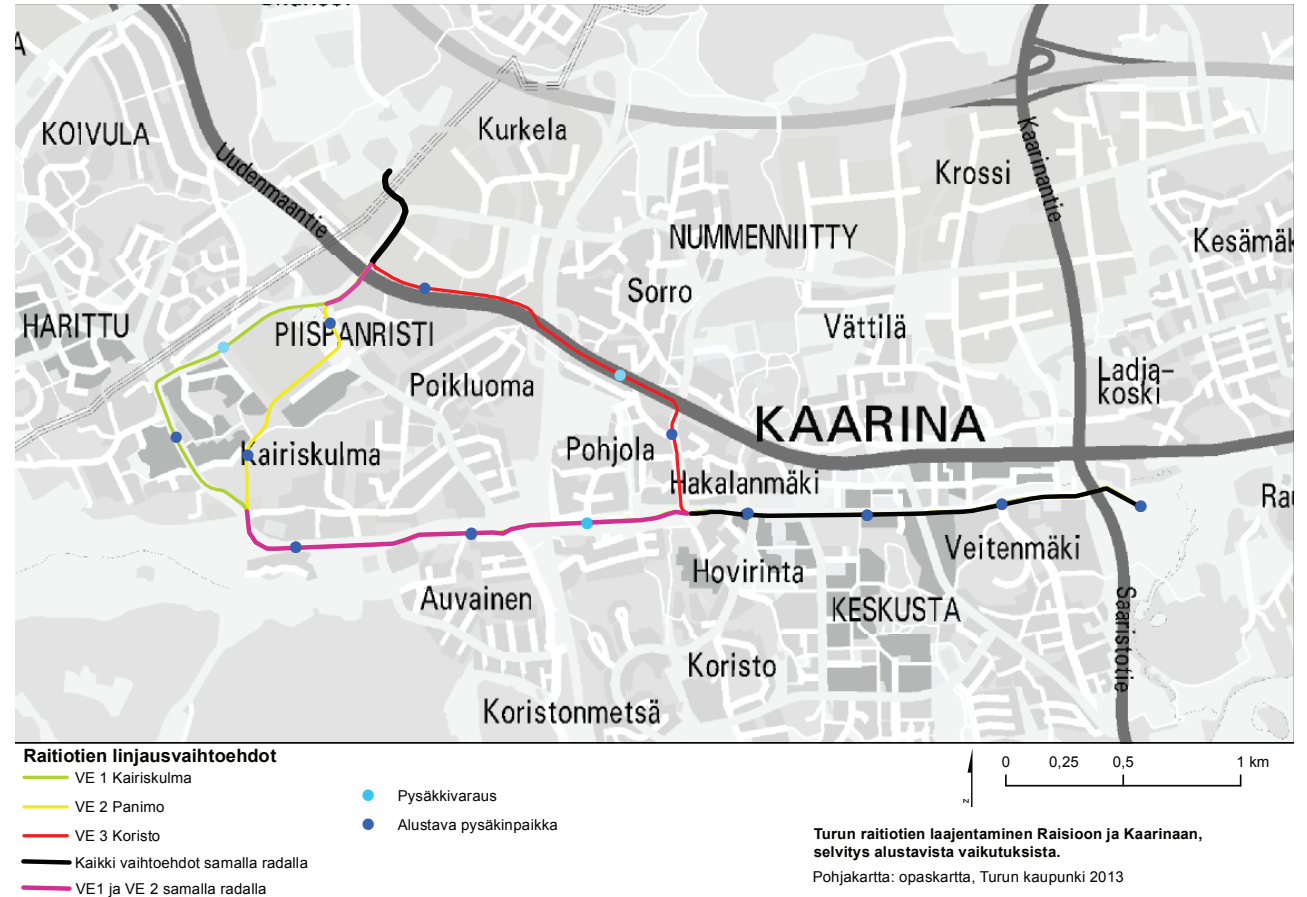 KOIVULA
Kurkela
Uudenmaantie
Krossi
Kaarinantie
NUMMENNIITTY
Kesämäk
Sorro
HARITTU
PIISPANRISTI
Vättilä
Poikluoma
Ladja-
koski
KAARINA
Pohjola
Kairiskulma
Hakalanmäki
Rau
Veitenmäki
Hovirinta
Auvainen
KESKUSTA
Saaristotie
Koristo
Koristonmetsä
Raitiotien linjausvaihtoehdot
VE 1 Kairiskulma
VE 2 Panimo
VE 3 Koristo
Kaikki vaihtoehdot samalla radalla
VE1 ja VE 2 samalla radalla
Pysäkkivaraus
Alustava pysäkinpaikka
N
0 0,25 0,5 1 km
Turun raitiotien laajentaminen Raisioon ja Kaarinaan,
selvitys alustavista vaikutuksista.
Pohjakartta: opaskartta, Turun kaupunki 2013